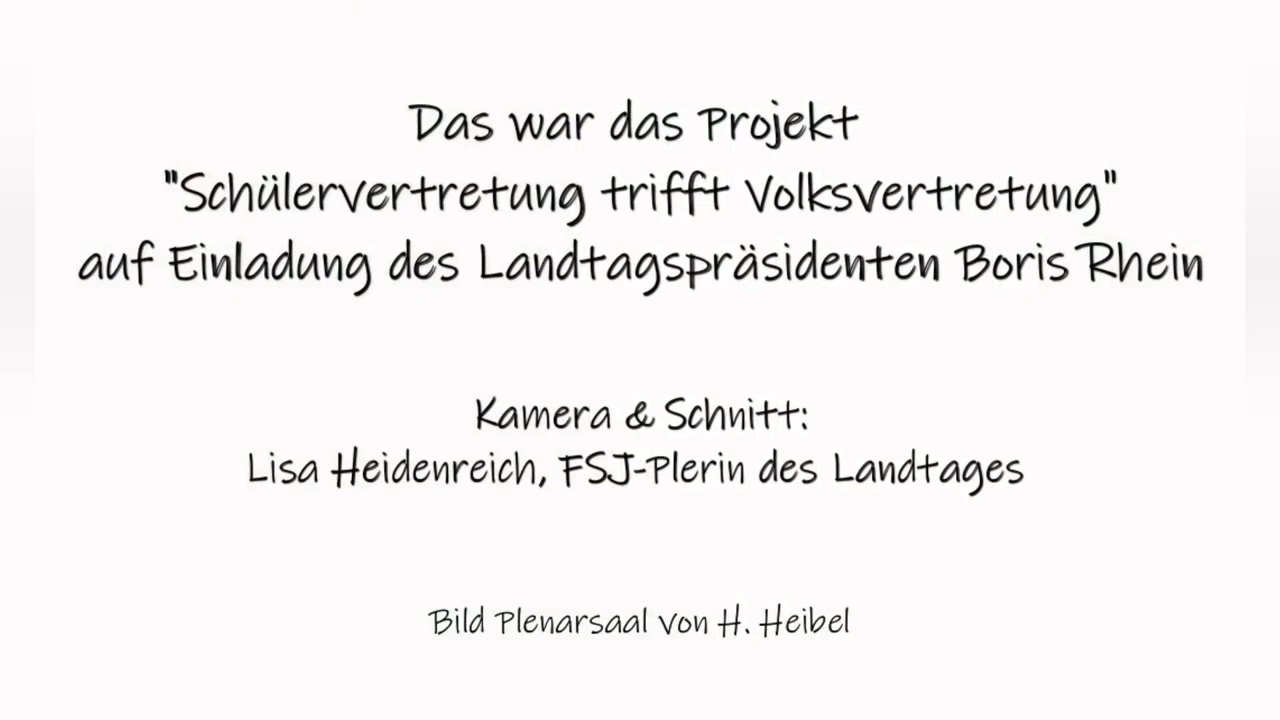 Das war das Projekt
"Schülervertretung trifft Volksvertretung"
auf Einladung des Landtagspräsidenten Boris Rhein
Kamera & Schnitt:
Lisa Heidenreich, FSJ-Plerin des Landtages
Bild Plenarsaal von H. Heibel